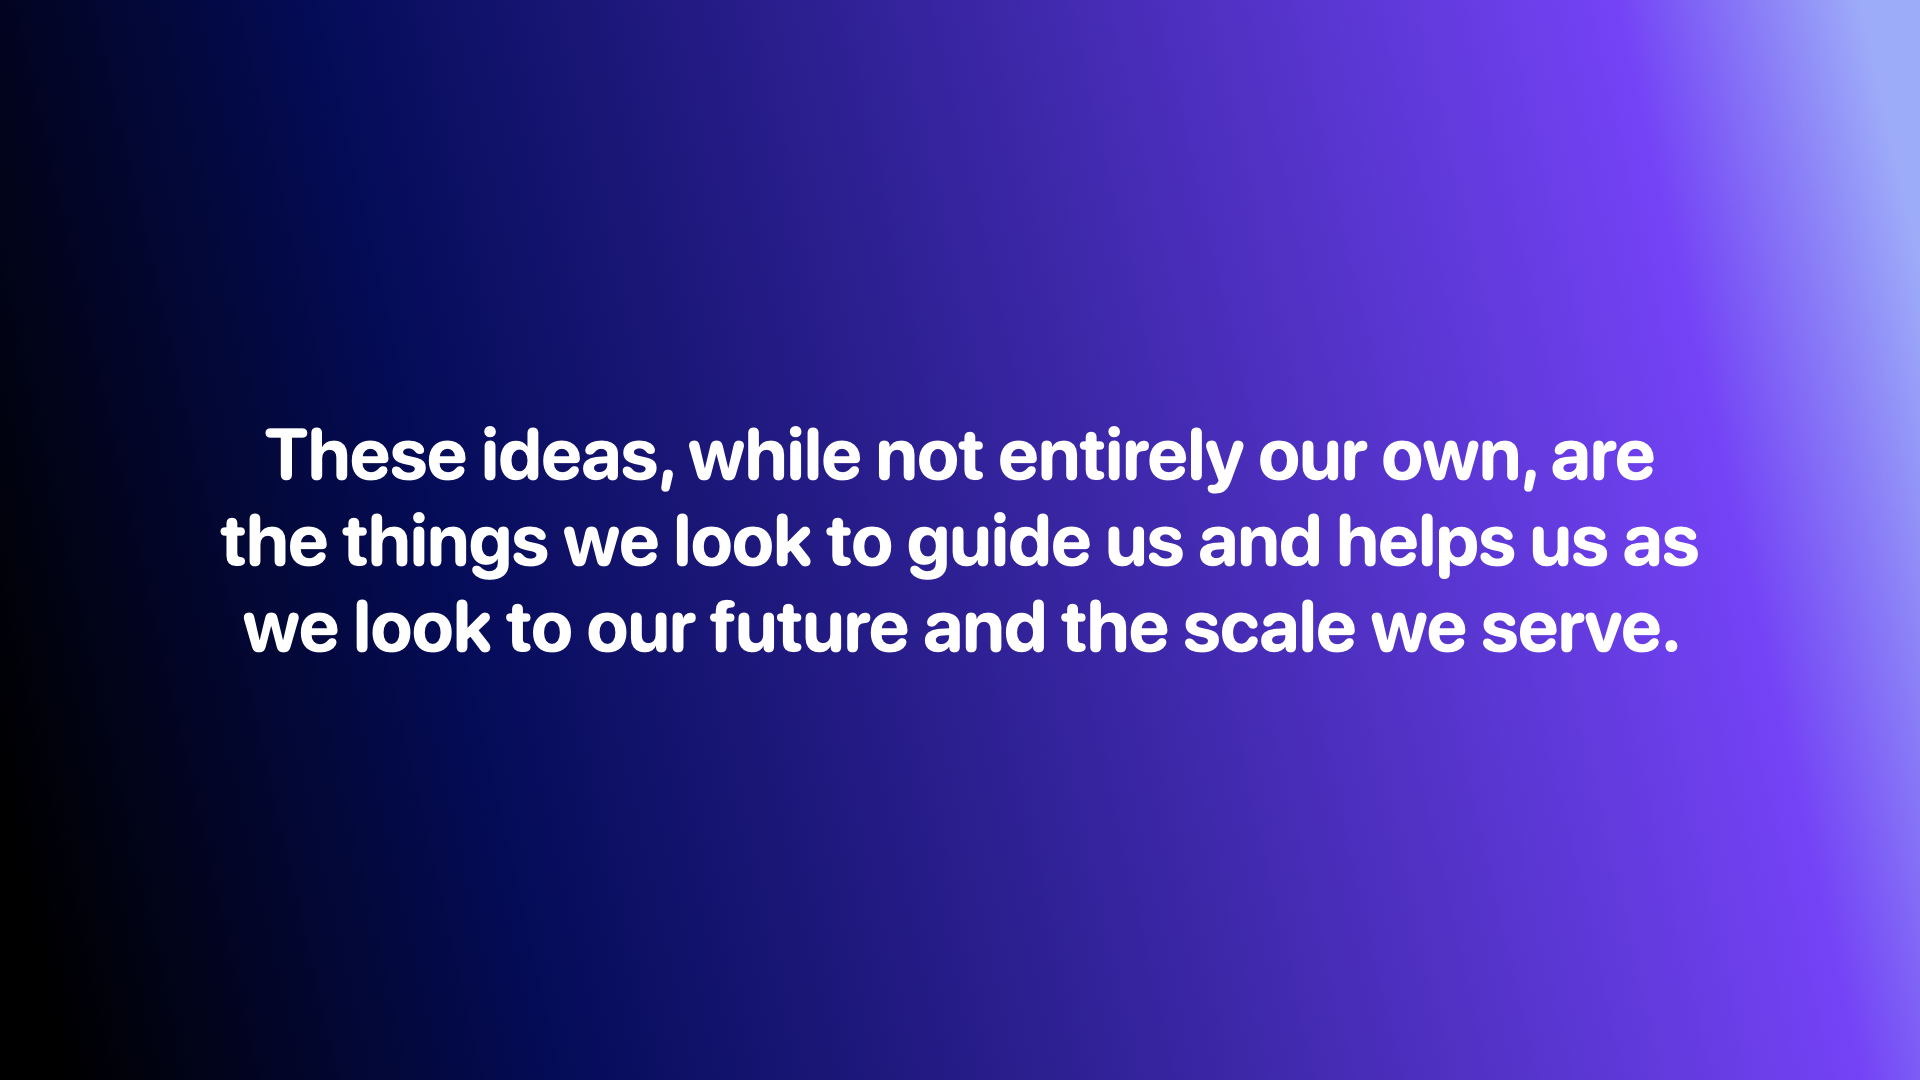 These ideas, while not entirely our own, are
the things we look to guide us and helps us as
we look to our future and the scale we serve.